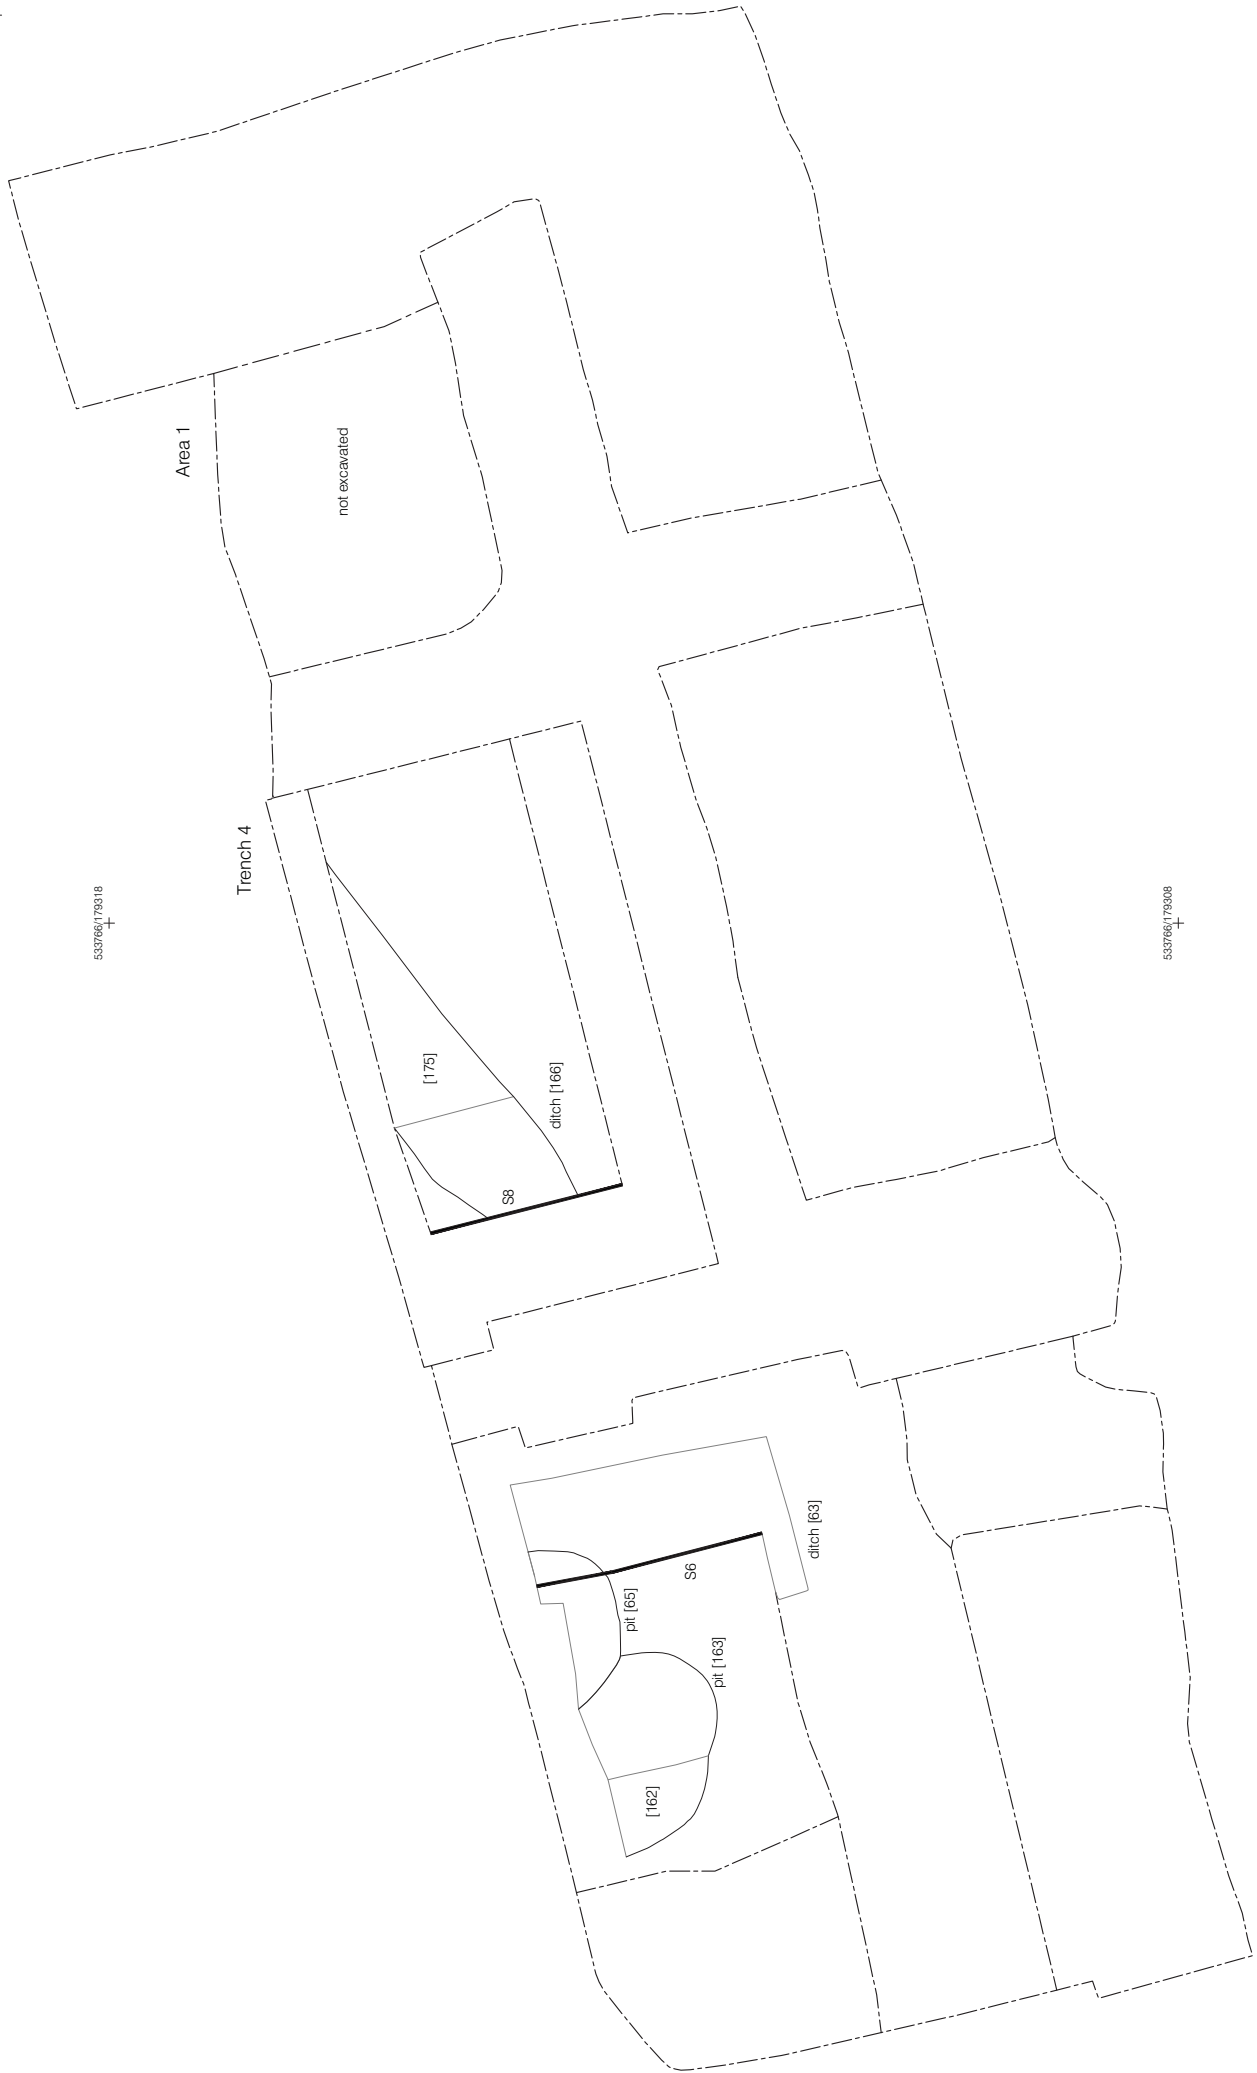 Area 1
not excavated
Trench 4
533766/179318
533766/179308
[175]
ditch [166]
S8
ditch [63]
S6
pit [65]
pit [163]
[162]